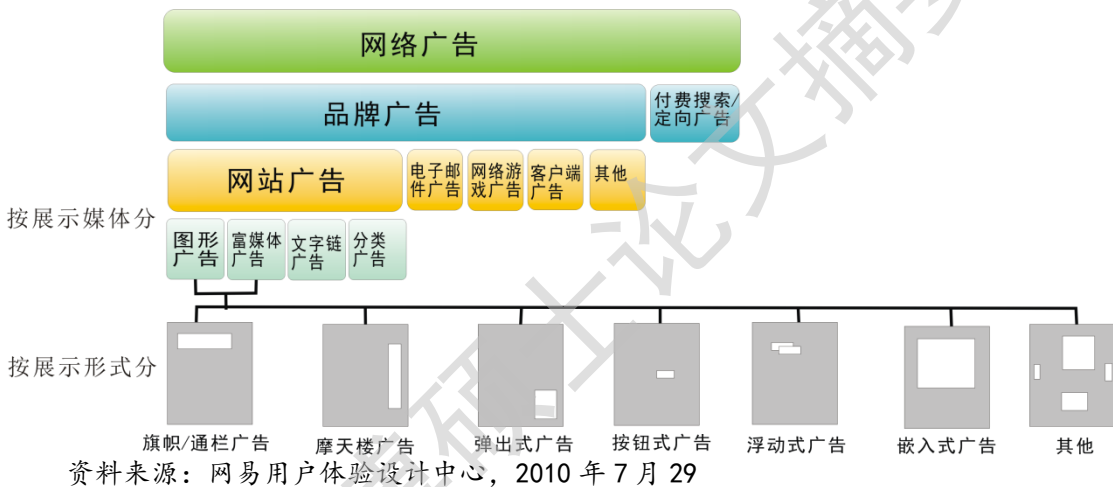 网络广告
品牌广告
付费搜索/
定向广告
网站广告
电子邮
件广告
网络游
戏广告
客户端
广告
其他
按展示媒体分
图形
广告
富媒体
广告
文字链
广告
分类
广告
按展示形式分
旗帜/通栏广告
摩天楼广告
弹出式广告
按钮式广告
浮动式广告
嵌入式广告
其他
资料来源：网易用户体验设计中心，2010 年 7 月 29
硕士论文摘